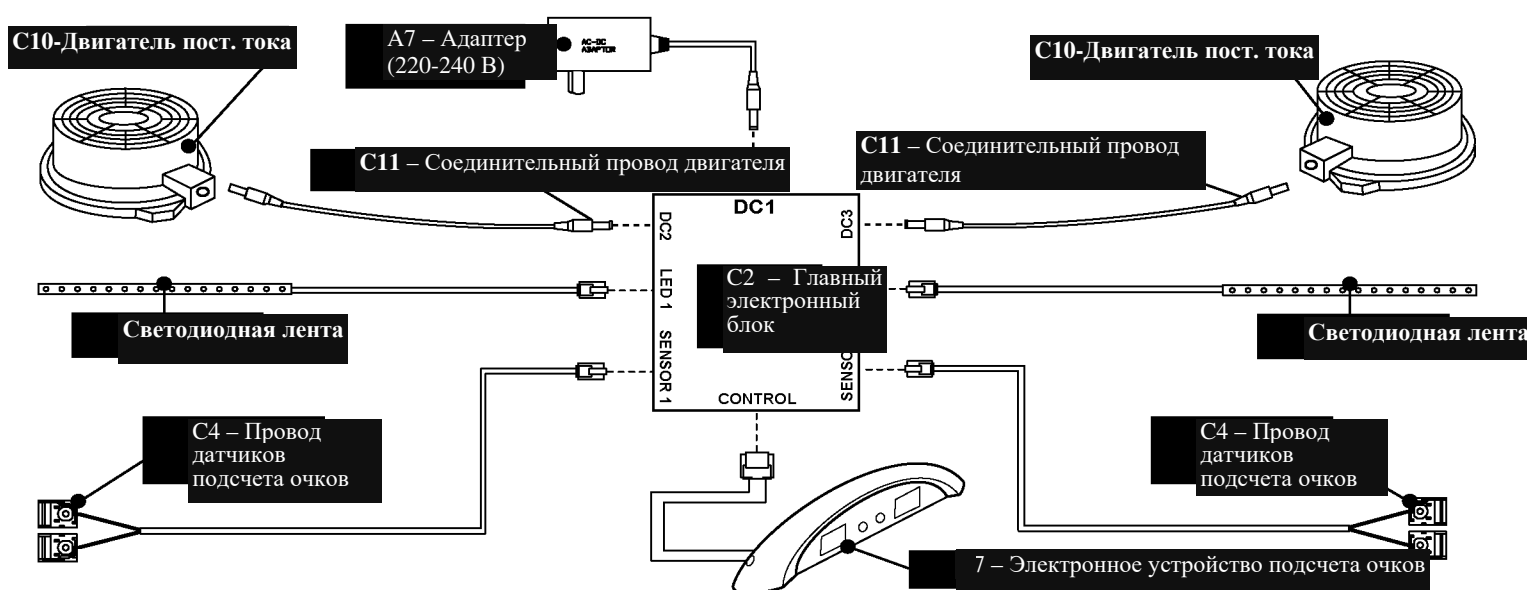 С10-Двигатель пост. тока
А7 – Адаптер
(220-240 В)
AC-DC
ADAPTOR
С10-Двигатель пост. тока
С11 – Соединительный провод двигателя
С11 – Соединительный провод
двигателя
DC1
DC2
DC3
LED 1
С2 – Главный
электронный
блок
Светодиодная лента
Светодиодная лента
SENSOR 1
SENSO
CONTROL
С4 – Провод
датчиков
подсчета очков
С4 – Провод
датчиков
подсчета очков
7 – Электронное устройство подсчета очков